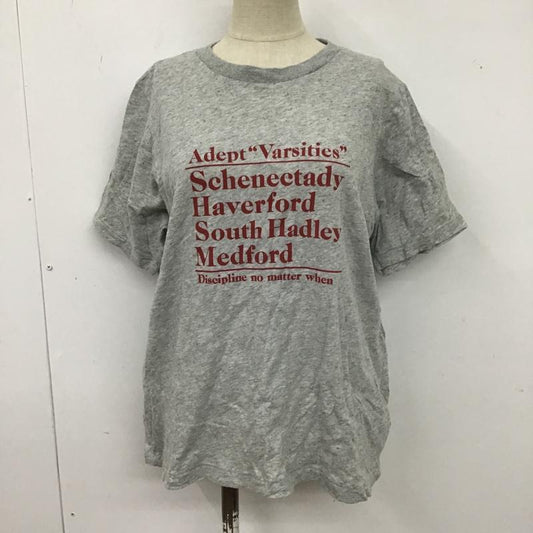 Adept “Varsities”
Schenectady
Haverford
South Hadley
Medford
Discipline no matter when